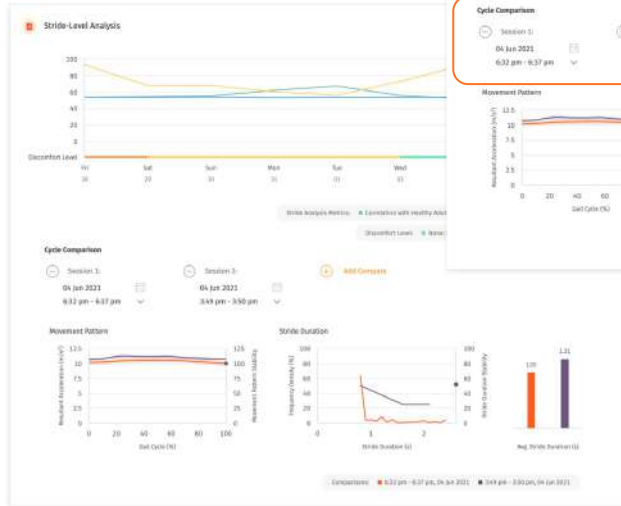 Stride-Level Analysis
100
80
60
40
20
0
Discomfort Level
Fri
Sat
Sun
Mon
Tue
Wed
28
29
30
31
01
02
Stride Analysis Metrics:
Correlation with Healthy Adult
Discomfort Level:
Cycle Comparison
Session 1:
04 Jun 2021
6:32 pm - 6:37 pm
Session 2:
04 Jun 2021
3:49 pm - 3:50 pm
Add Compare
Movement Pattern
Resultant Acceleration (m/s²)
12.5
10
7.5
5
2.5
0
0 20 40 60 80 100
Gait Cycle (%)
125
100
75
50
25
0
Movement Pattern Stability
Stride Duration
Frequency Density (%)
100
80
60
40
20
0
0 1 2
Stride Duration (s)
100
80
60
40
20
0
Stride Duration Stability
1.21
Avg. Stride Duration (s)
Comparisons: 6:32 pm - 6:37 pm, 04 Jun 2021 3:49 pm - 3:50 pm, 04 Jun 2021
Cycle Comparison
Session 1:
04 Jun 2021
6:32 pm - 6:37 pm
Movement Pattern
Resultant Acceleration (m/s²)
12.5
10
7.5
5
2.5
0
0 20 40 60
Gait Cycle (%)